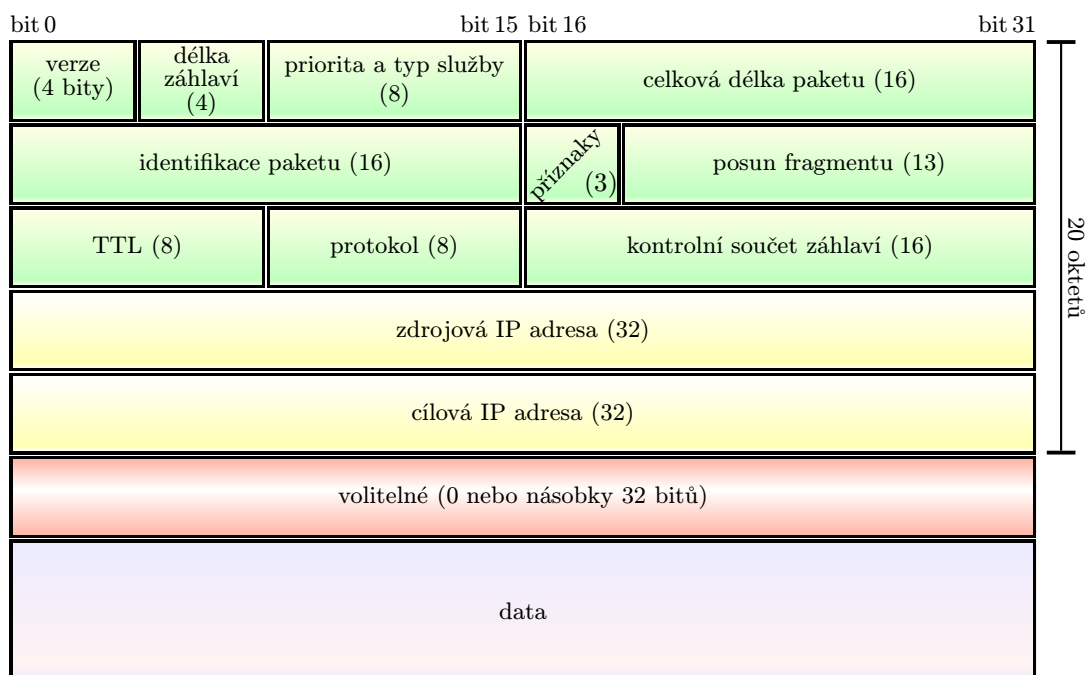 bit 0 bit 15 bit 16 bit 31
verze
(4 bity)
délka
záhlaví
(4)
priorita a typ služby
(8)
celková délka paketu (16)
identifikace paketu (16)
příznaky
(3)
posun fragmentu (13)
TTL (8)
protokol (8)
kontrolní součet záhlaví (16)
20 oktetů
zdrojová IP adresa (32)
cílová IP adresa (32)
volitelné (0 nebo násobky 32 bitů)
data